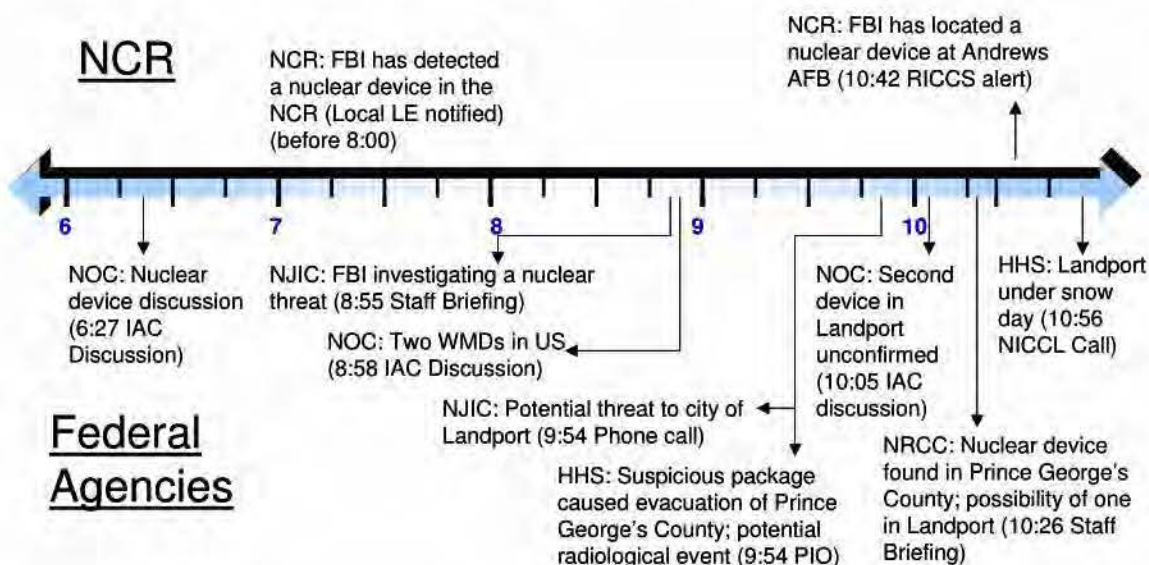 NCR
NCR: FBI has detected
a nuclear device in the
NCR (Local LE notified)
(before 8:00)
NCR: FBI has located a
nuclear device at Andrews
AFB (10:42 RICCS alert)
6
7
8
9
10
NOC: Nuclear
device discussion
(6:27 IAC
Discussion)
NJIC: FBI investigating a nuclear
threat (8:55 Staff Briefing)
NOC: Two WMDs in US
(8:58 IAC Discussion)
NJIC: Potential threat to city of
Landport (9:54 Phone call)
HHS: Suspicious package
caused evacuation of Prince
George's County; potential
radiological event (9:54 PIO)
NOC: Second
device in
Landport
unconfirmed
(10:05 IAC
discussion)
NRCC: Nuclear device
found in Prince George's
County; possibility of one
in Landport (10:26 Staff
Briefing)
HHS: Landport
under snow
day (10:56
NICCL Call)
Federal
Agencies